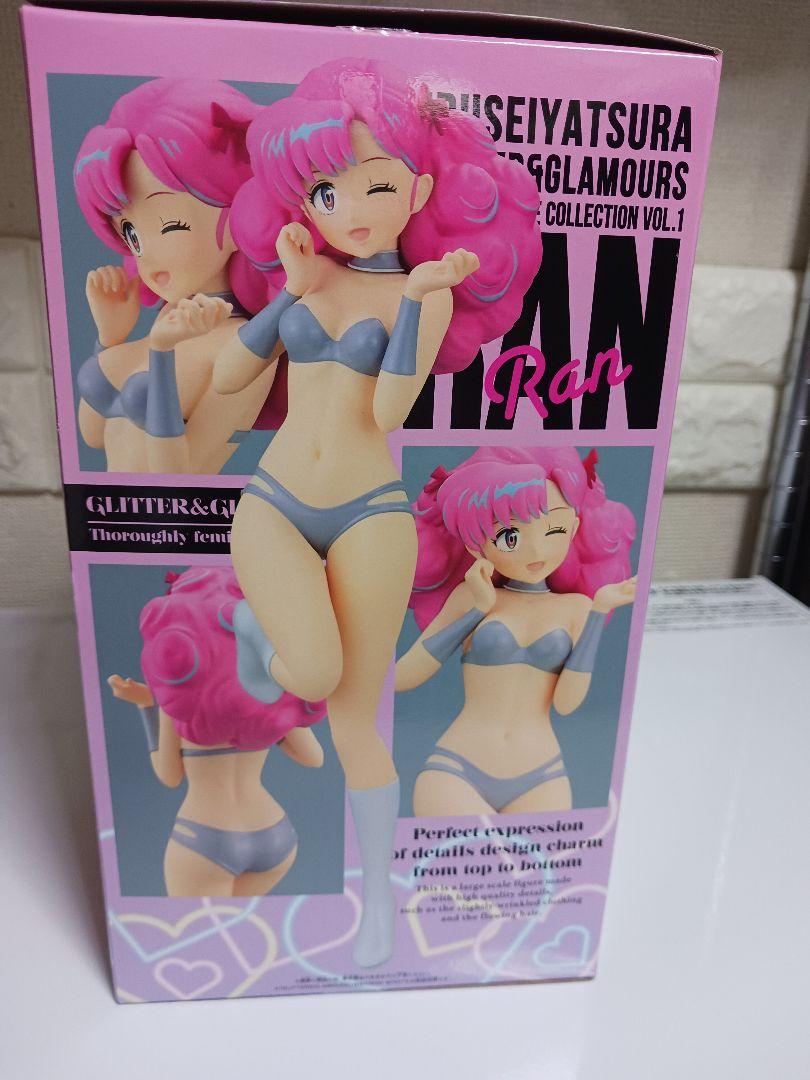 SEIYATSURA
&GLAMOURS
COLLECTION VOL.1
RAN
Ran
GLITTER&GL
Thoroughly femi
Perfect expression
of details design charm
from top to bottom
This is a large scale figure made
with high quality details,
such as the slightly wrinkled clothing
and the flowing hair.